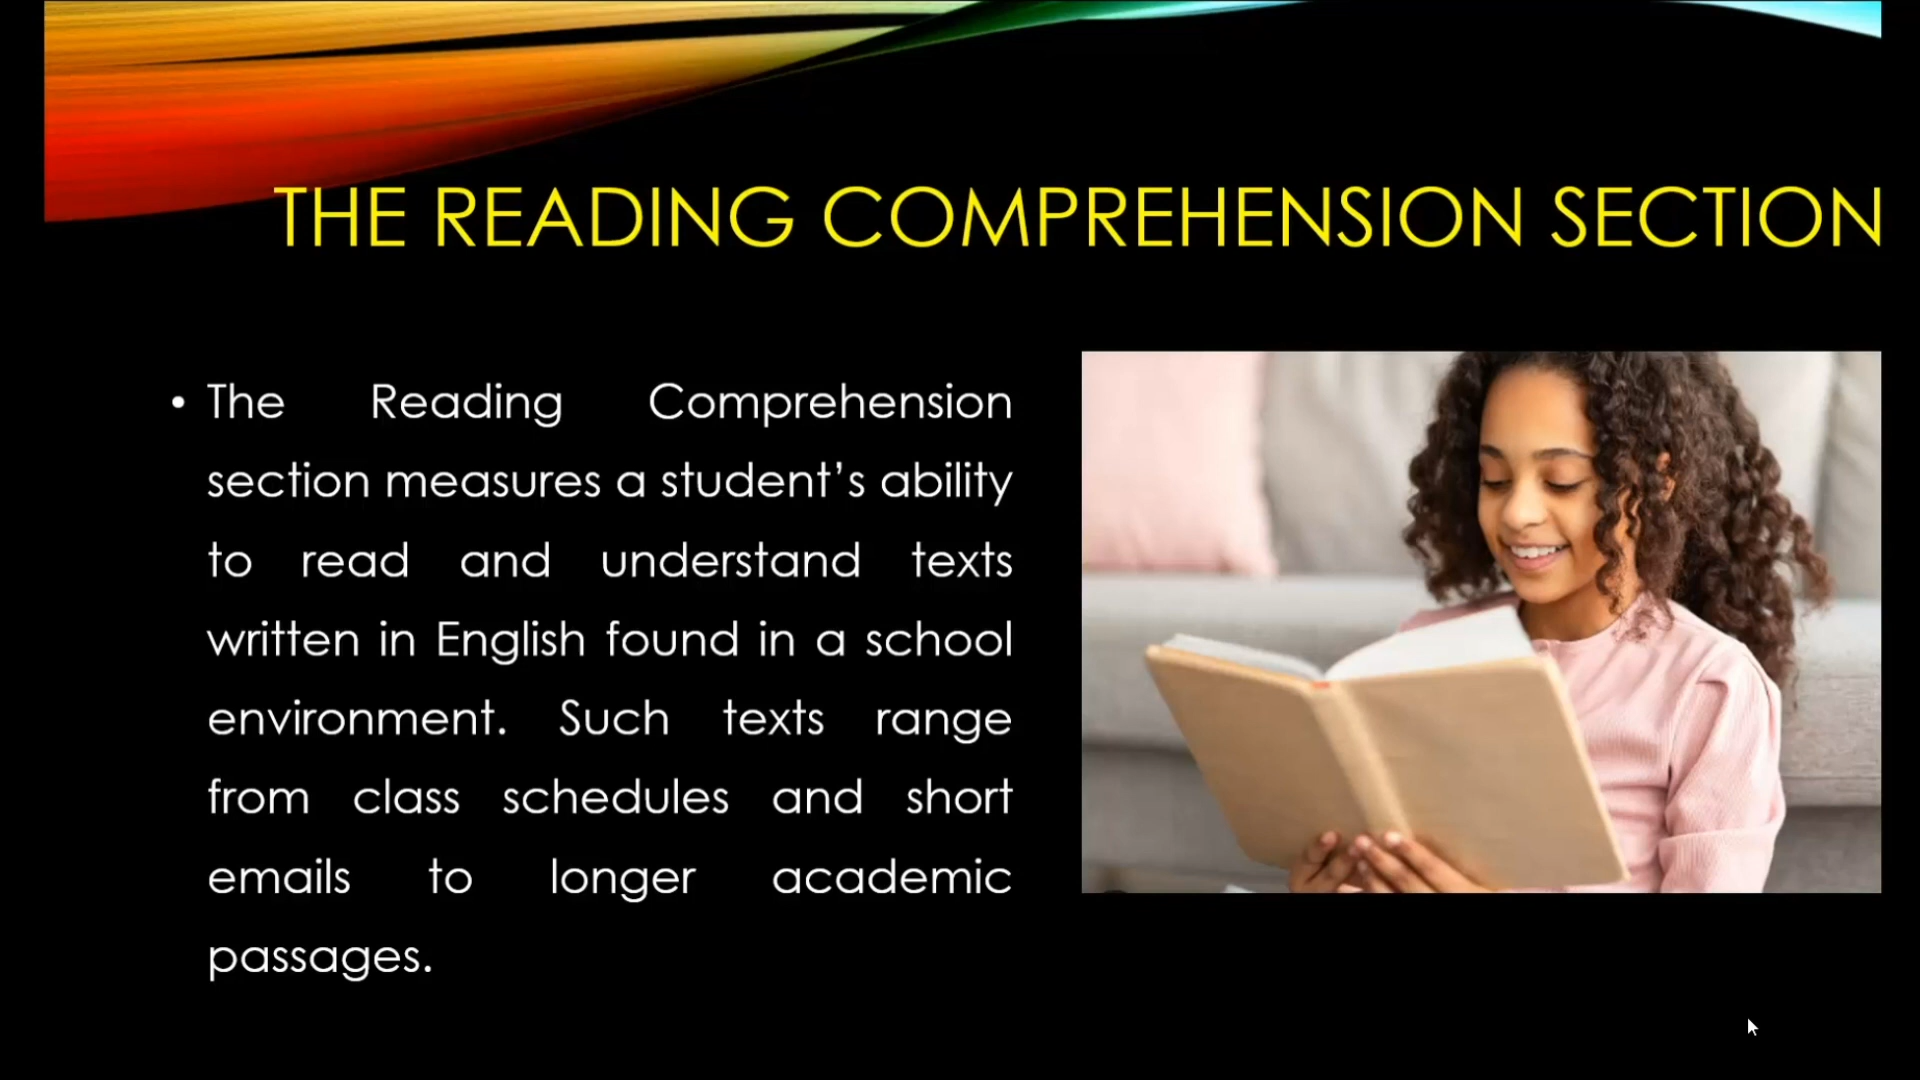 THE READING COMPREHENSION SECTION
• The Reading Comprehension
section measures a student’s ability
to read and understand texts
written in English found in a school
environment. Such texts range
from class schedules and short
emails to longer academic
passages.